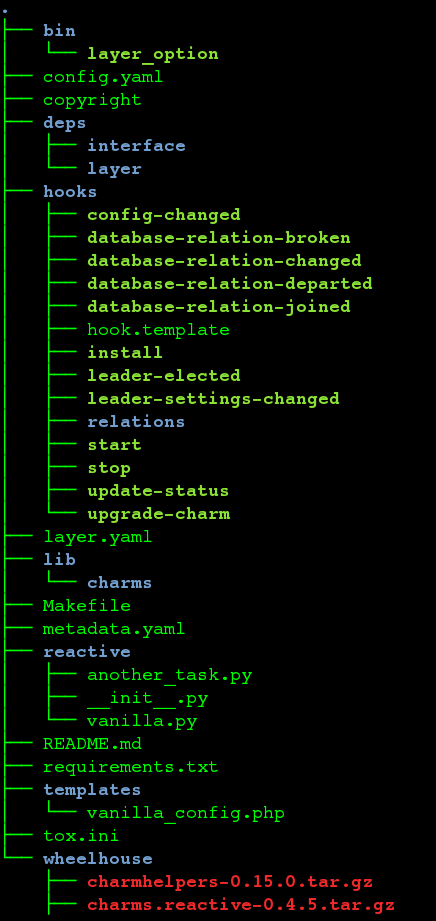 .
├── bin
│   └── layer_option
├── config.yaml
├── copyright
├── deps
│   ├── interface
│   └── layer
├── hooks
│   ├── config-changed
│   ├── database-relation-broken
│   ├── database-relation-changed
│   ├── database-relation-departed
│   ├── database-relation-joined
│   ├── hook.template
│   ├── install
│   ├── leader-elected
│   ├── leader-settings-changed
│   ├── relations
│   ├── start
│   ├── stop
│   ├── update-status
│   └── upgrade-charm
├── layer.yaml
├── lib
│   └── charms
├── Makefile
├── metadata.yaml
├── reactive
│   ├── another_task.py
│   ├── __init__.py
│   └── vanilla.py
├── README.md
├── requirements.txt
├── templates
│   └── vanilla_config.php
├── tox.ini
└── wheelhouse
    ├── charmhelpers-0.15.0.tar.gz
    ├── charms.reactive-0.4.5.tar.gz